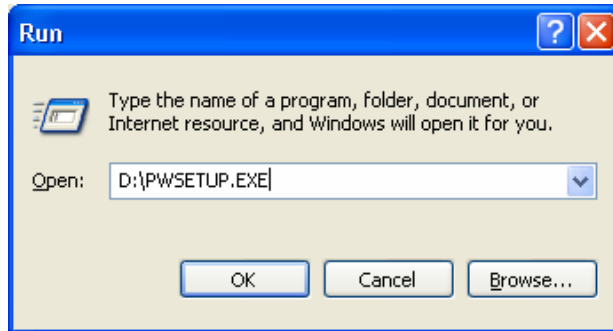 Run
Type the name of a program, folder, document, or
Internet resource, and Windows will open it for you.
Open: D:\PWSETUP.EXE
OK Cancel Browse...